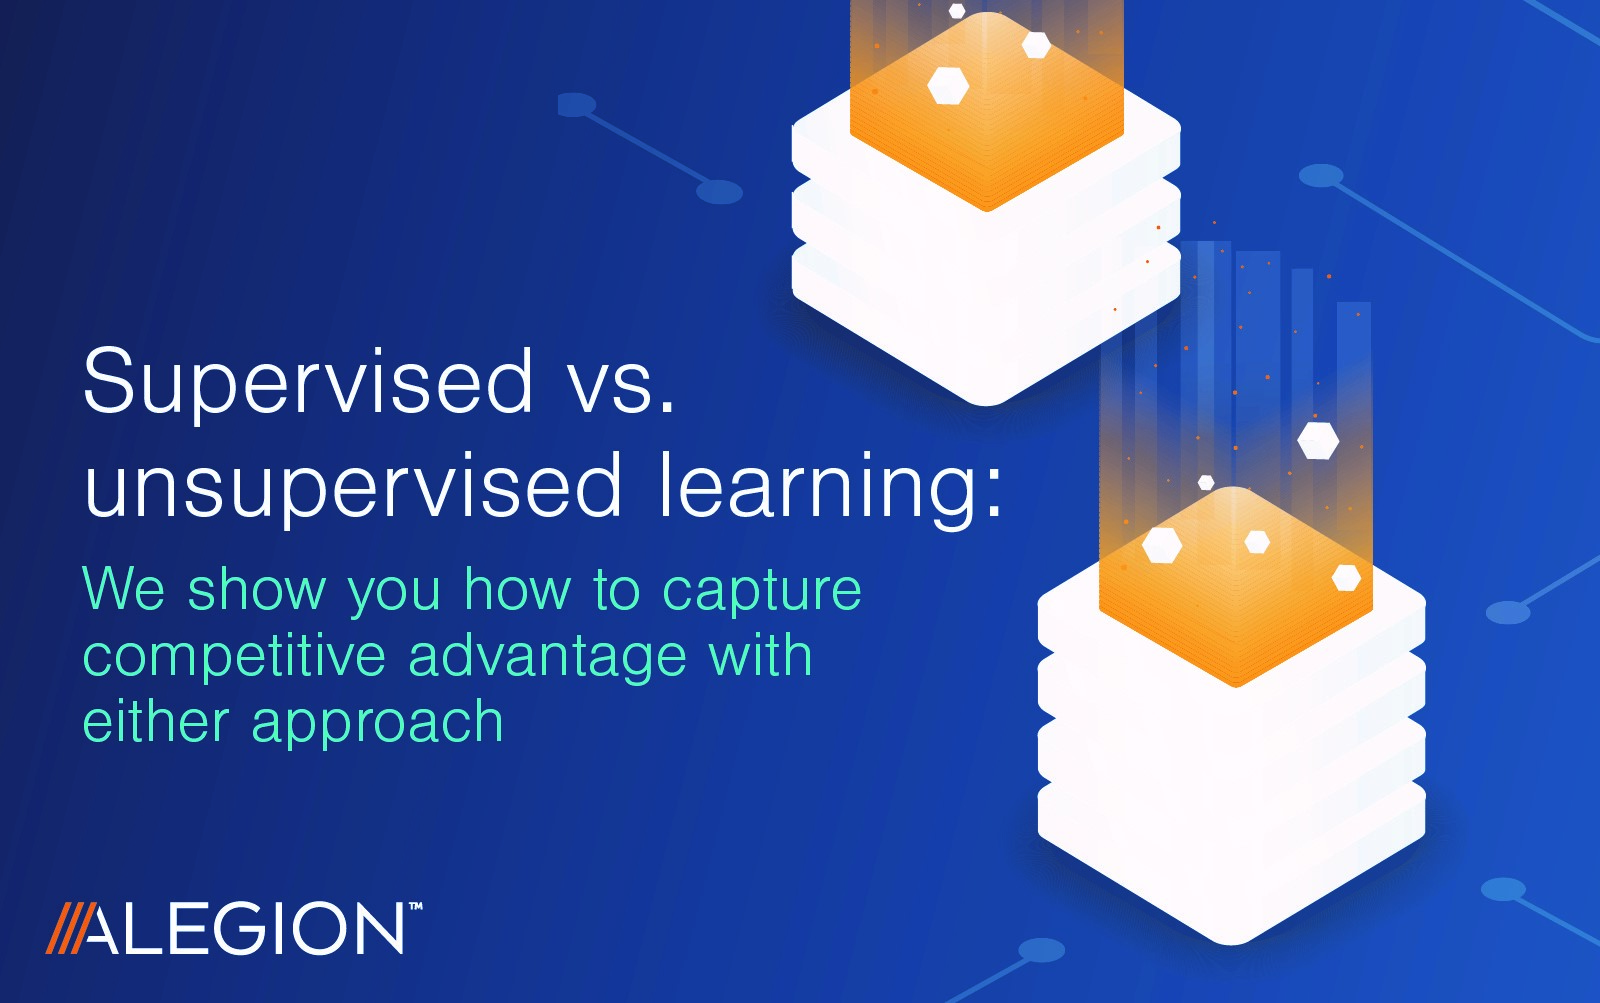 Supervised vs.
unsupervised learning:
We show you how to capture
competitive advantage with
either approach
ALEGION™